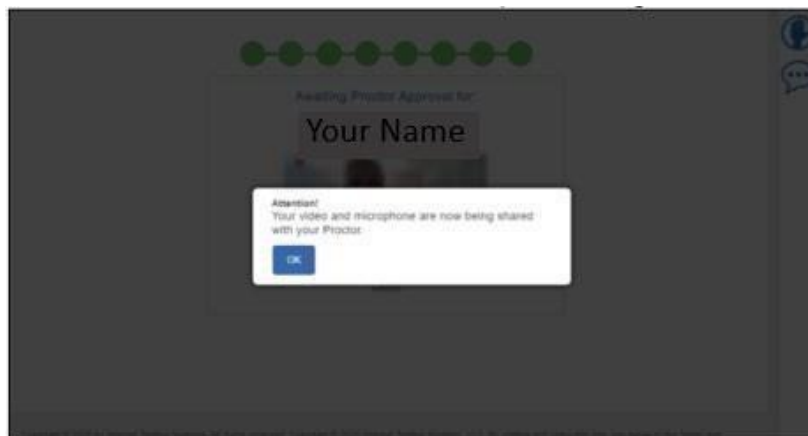 Awaiting Proctor Approval for:
Your Name
Attention!
Your video and microphone are now being shared
with your Proctor.
OK